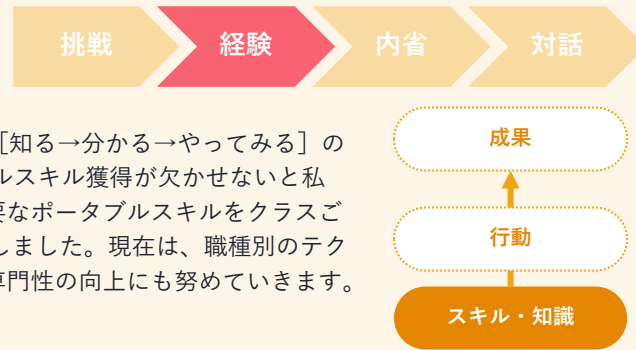 挑戦
経験
内省
対話
［知る→分かる→やってみる］の
ルスキル獲得が欠かせないと私
要なポータブルスキルをクラスご
しました。現在は、職種別のテク
専門性の向上にも努めていきます。
成果
行動
スキル・知識